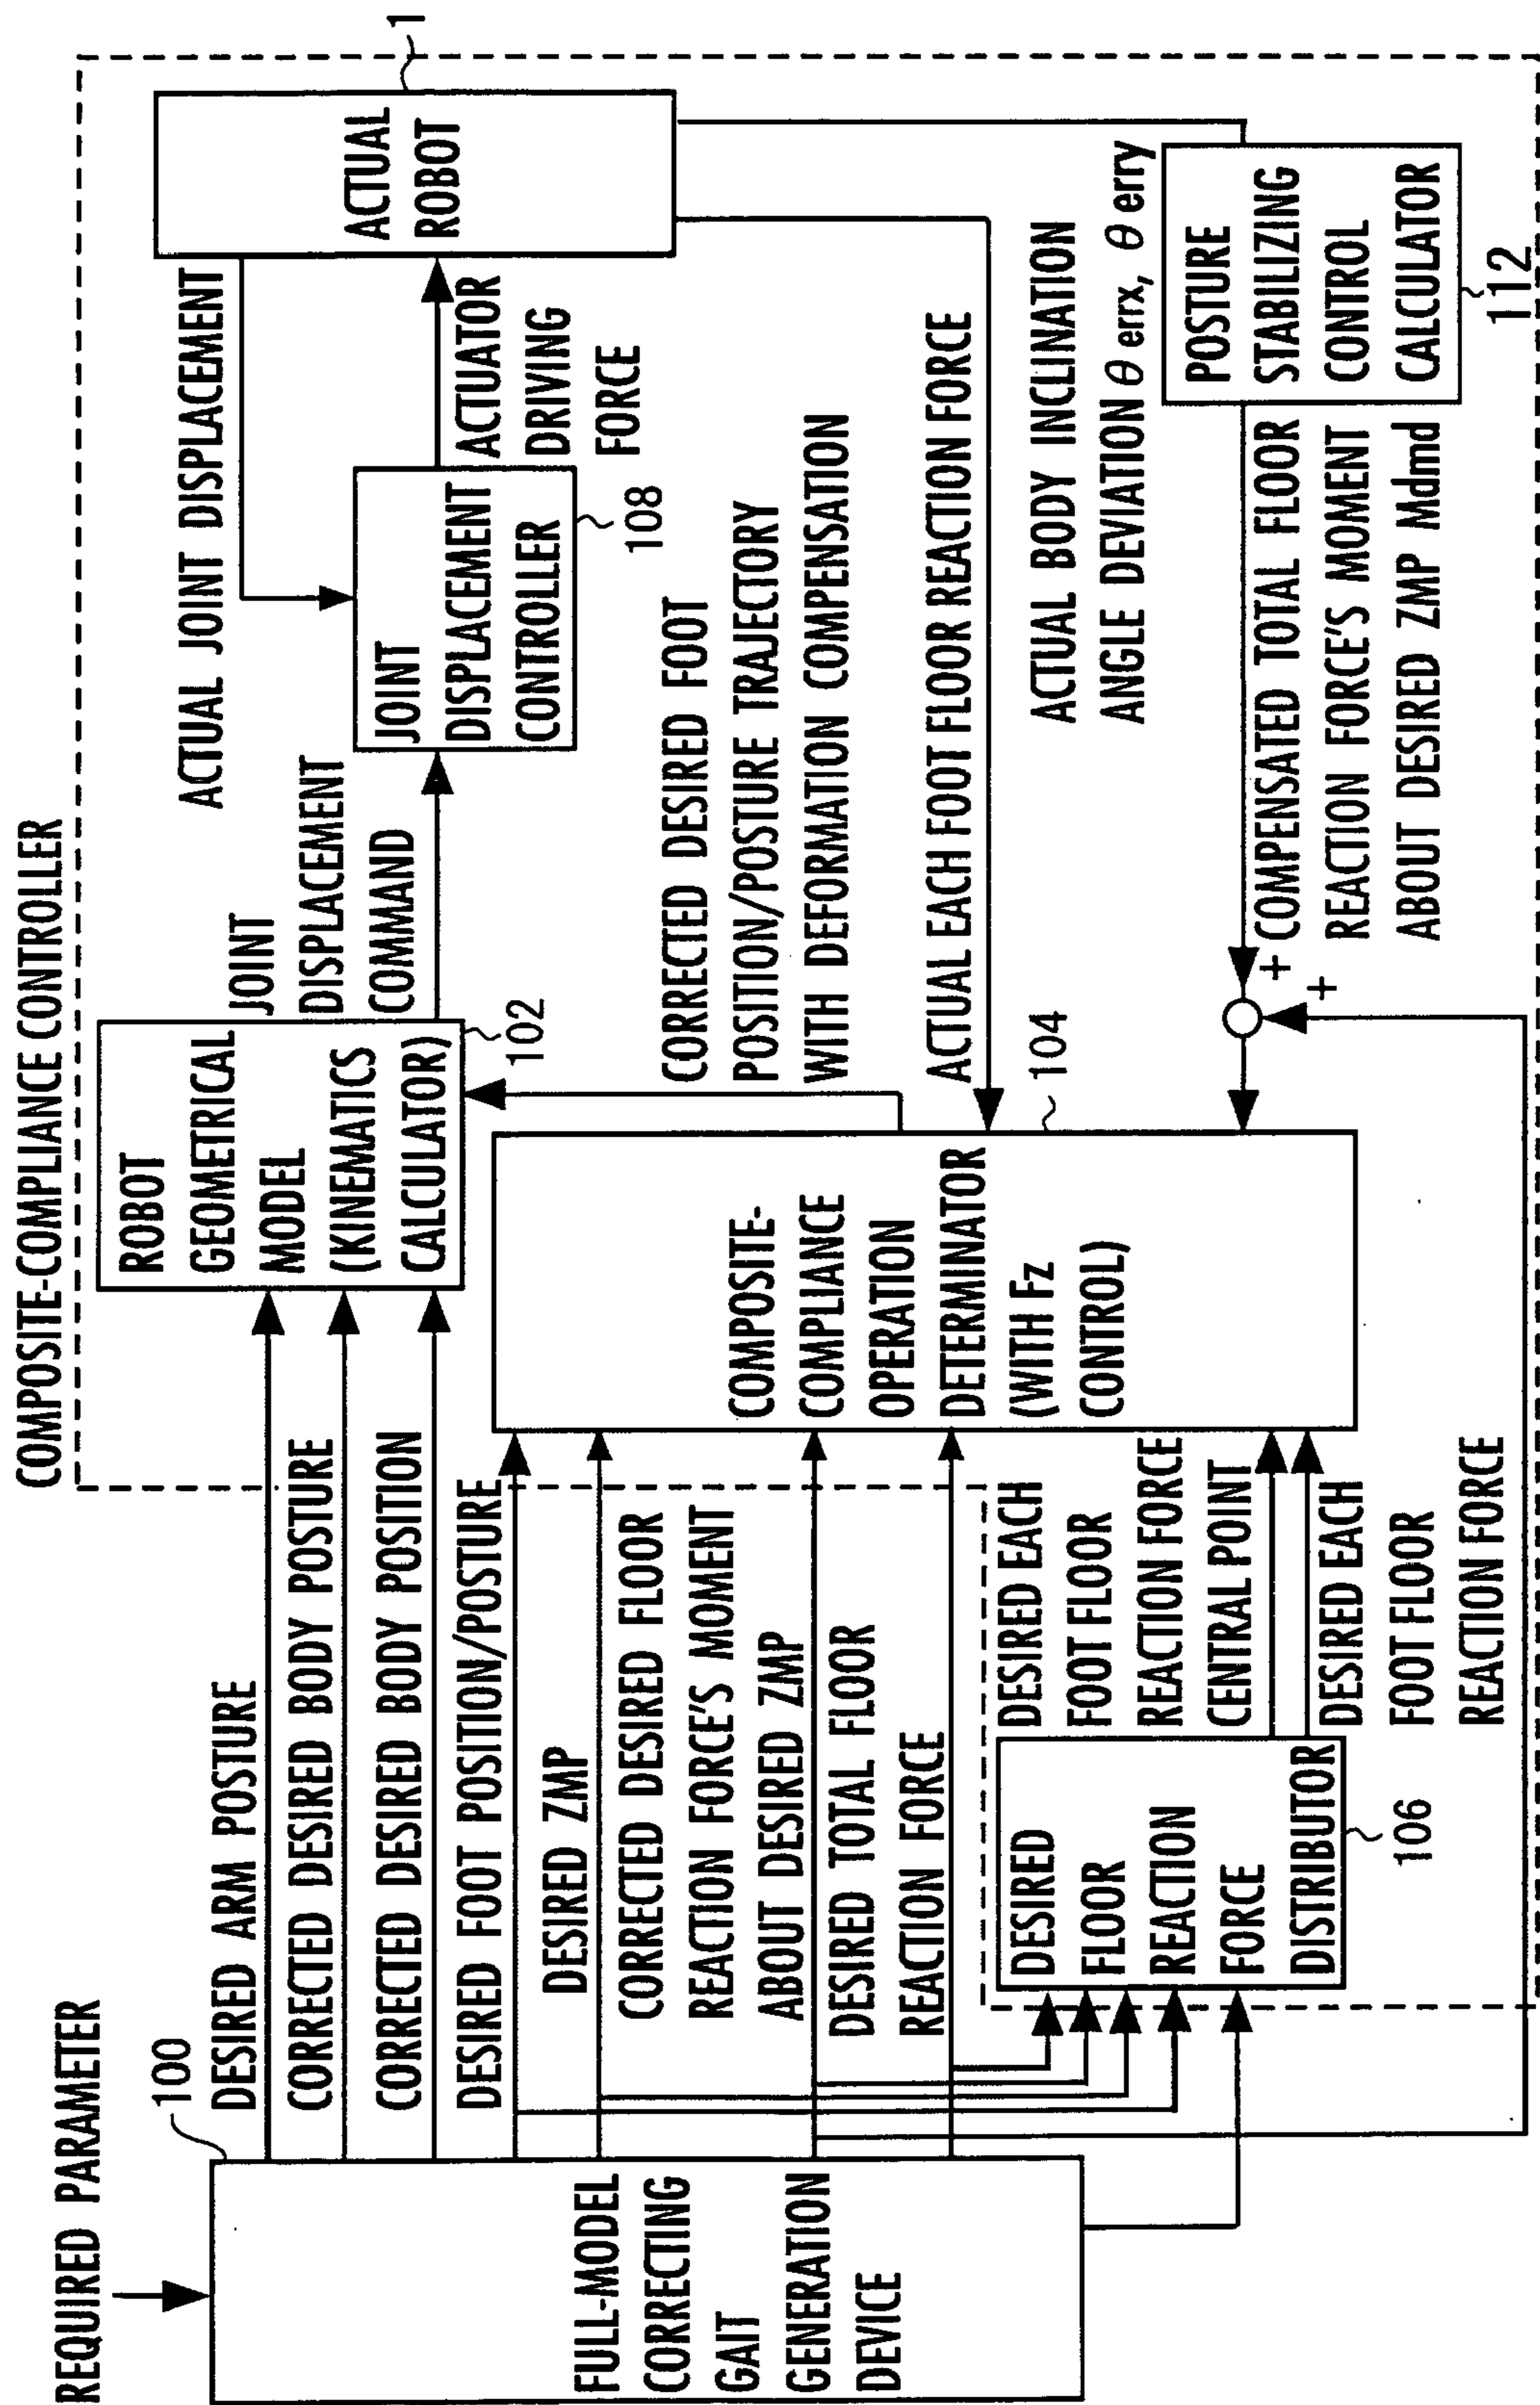 COMPOSITE-COMPLIANCE CONTROLLER
REQUIRED PARAMETER
100
FULL-MODEL
CORRECTING
GAIT
GENERATION
DEVICE
DESIRED ARM POSTURE
CORRECTED DESIRED BODY POSTURE
CORRECTED DESIRED BODY POSITION
DESIRED FOOT POSITION/POSTURE
DESIRED ZMP
CORRECTED DESIRED FLOOR
REACTION FORCE'S MOMENT
ABOUT DESIRED ZMP
DESIRED TOTAL FLOOR
REACTION FORCE
DESIRED
FLOOR
REACTION
FORCE
DISTRIBUTOR
106
DESIRED EACH
FOOT FLOOR
REACTION FORCE
CENTRAL POINT
DESIRED EACH
FOOT FLOOR
REACTION FORCE
ROBOT
GEOMETRICAL
MODEL
(KINEMATICS
CALCULATOR)
102
COMPOSITE-
COMPLIANCE
OPERATION
DETERMINATOR
(WITH Fz
CONTROL)
104
JOINT
DISPLACEMENT
COMMAND
JOINT
DISPLACEMENT
CONTROLLER
108
ACTUAL JOINT DISPLACEMENT
ACTUATOR
DRIVING
FORCE
ACTUAL
ROBOT
1
CORRECTED DESIRED FOOT
POSITION/POSTURE TRAJECTORY
WITH DEFORMATION COMPENSATION
ACTUAL EACH FOOT FLOOR REACTION FORCE
ACTUAL BODY INCLINATION
ANGLE DEVIATION θ errx, θ erry
POSTURE
STABILIZING
CONTROL
CALCULATOR
112
+
+
COMPENSATED TOTAL FLOOR
REACTION FORCE'S MOMENT
ABOUT DESIRED ZMP Mdmd